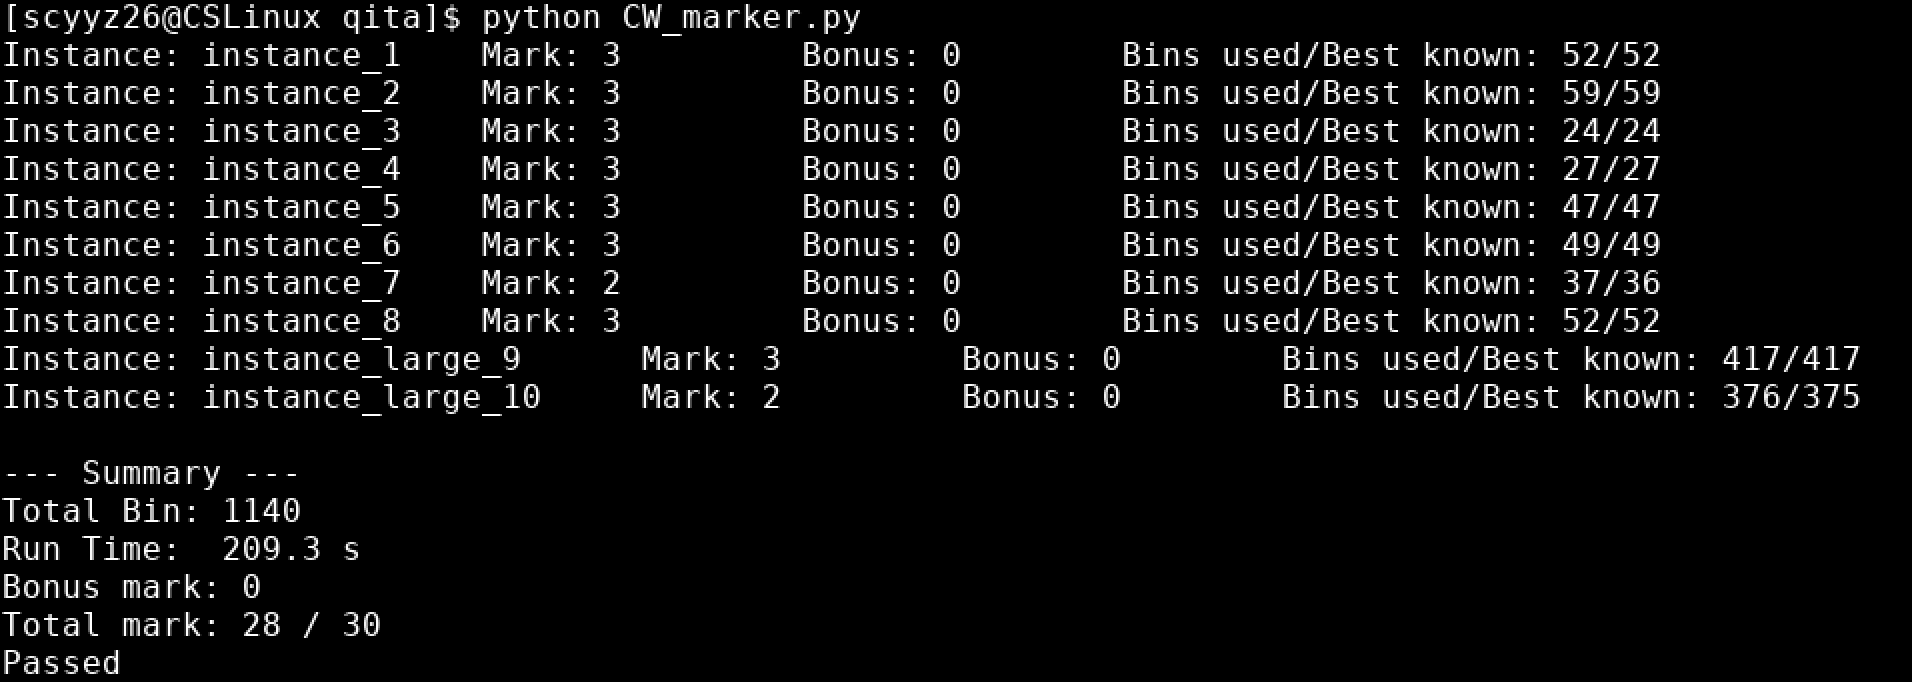 [scyyz26@CSLinux qita]$ python CW_marker.py
Instance: instance_1    Mark: 3         Bonus: 0        Bins used/Best known: 52/52
Instance: instance_2    Mark: 3         Bonus: 0        Bins used/Best known: 59/59
Instance: instance_3    Mark: 3         Bonus: 0        Bins used/Best known: 24/24
Instance: instance_4    Mark: 3         Bonus: 0        Bins used/Best known: 27/27
Instance: instance_5    Mark: 3         Bonus: 0        Bins used/Best known: 47/47
Instance: instance_6    Mark: 3         Bonus: 0        Bins used/Best known: 49/49
Instance: instance_7    Mark: 2         Bonus: 0        Bins used/Best known: 37/36
Instance: instance_8    Mark: 3         Bonus: 0        Bins used/Best known: 52/52
Instance: instance_large_9      Mark: 3         Bonus: 0        Bins used/Best known: 417/417
Instance: instance_large_10     Mark: 2         Bonus: 0        Bins used/Best known: 376/375
--- Summary ---
Total Bin: 1140
Run Time:  209.3 s
Bonus mark: 0
Total mark: 28 / 30
Passed